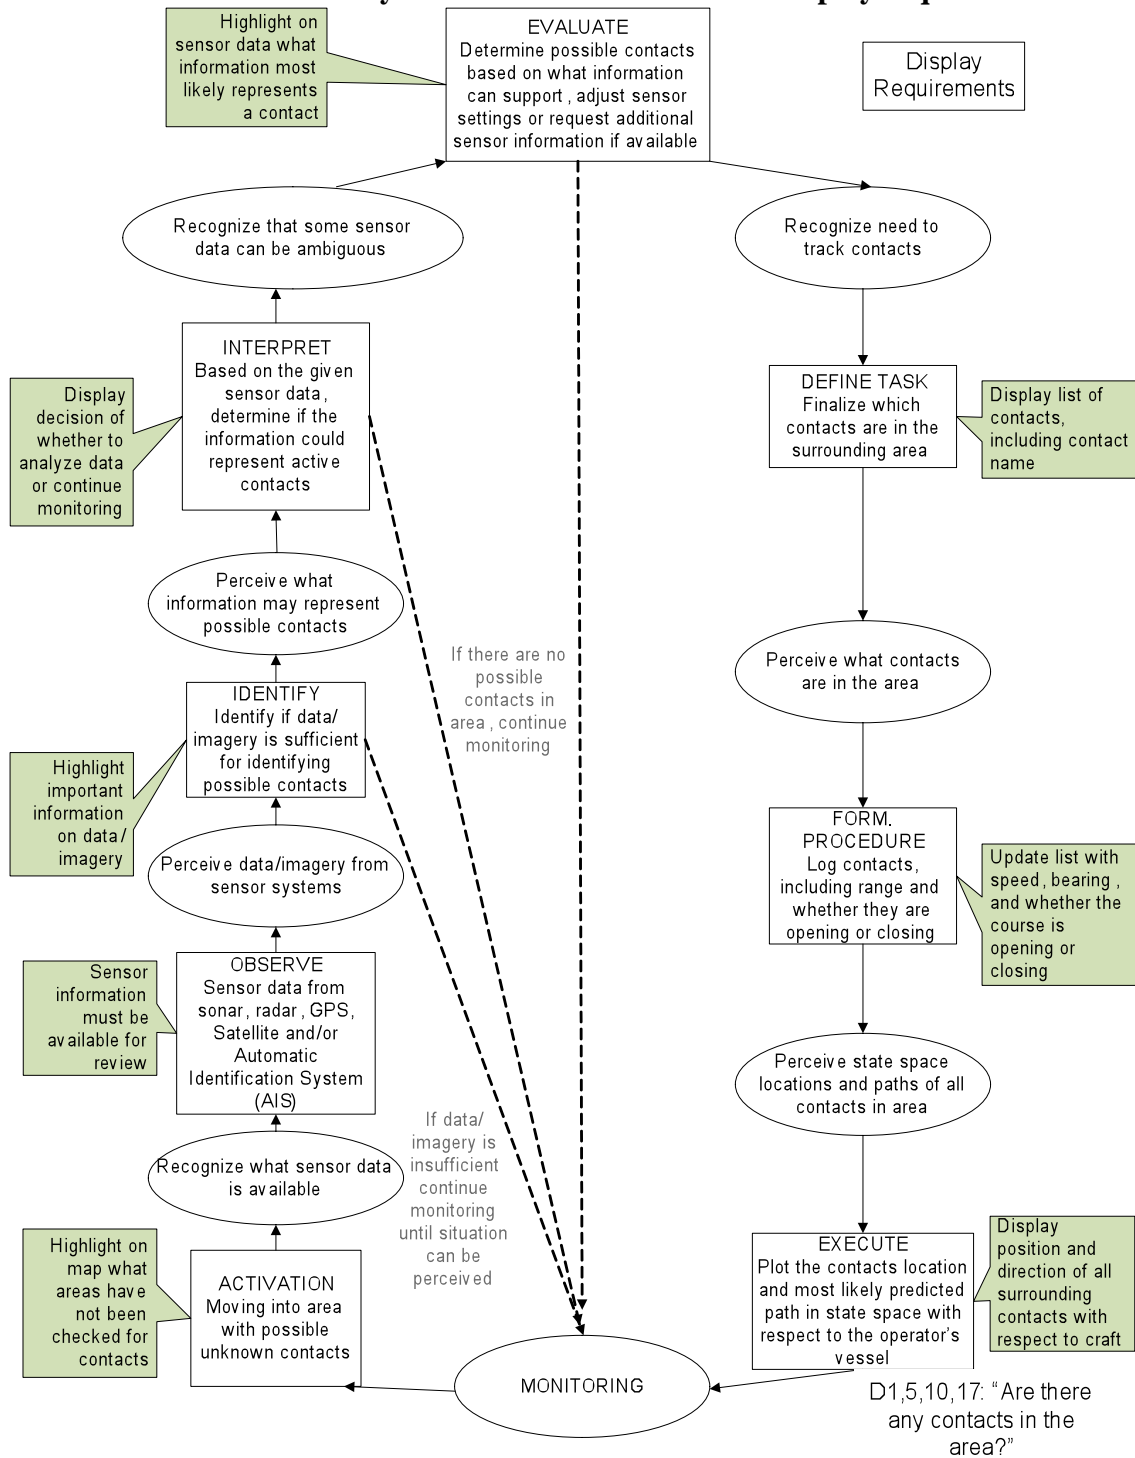 Highlight on
sensor data what
information most
likely represents
a contact
EVALUATE
Determine possible contacts
based on what information
can support , adjust sensor
settings or request additional
sensor information if available
Display
Requirements
Recognize that some sensor
data can be ambiguous
Recognize need to
track contacts
INTERPRET
Based on the given
sensor data ,
determine if the
information could
represent active
contacts
Display
decision of
whether to
analyze data
or continue
monitoring
DEFINE TASK
Finalize which
contacts are in the
surrounding area
Display list of
contacts,
including contact
name
Perceive what
information may represent
possible contacts
If there are no
possible
contacts in
area , continue
monitoring
Perceive what contacts
are in the area
IDENTIFY
Identify if data/
imagery is sufficient
for identifying
possible contacts
Highlight
important
information
on data /
imagery
FORM.
PROCEDURE
Log contacts,
including range and
whether they are
opening or closing
Update list with
speed , bearing ,
and whether the
course is
opening or
closing
Perceive data/imagery from
sensor systems
OBSERVE
Sensor data from
sonar, radar , GPS,
Satellite and/or
Automatic
Identification System
(AIS)
Sensor
information
must be
available for
review
Perceive state space
locations and paths of all
contacts in area
If data/
imagery is
insufficient
continue
monitoring
until situation
can be
perceived
Recognize what sensor data
is available
Highlight on
map what
areas have
not been
checked for
contacts
ACTIVATION
Moving into area
with possible
unknown contacts
EXECUTE
Plot the contacts location
and most likely predicted
path in state space with
respect to the operator's
vessel
Display
position and
direction of all
surrounding
contacts with
respect to craft
MONITORING
D1,5,10,17: “Are there
any contacts in the
area?”